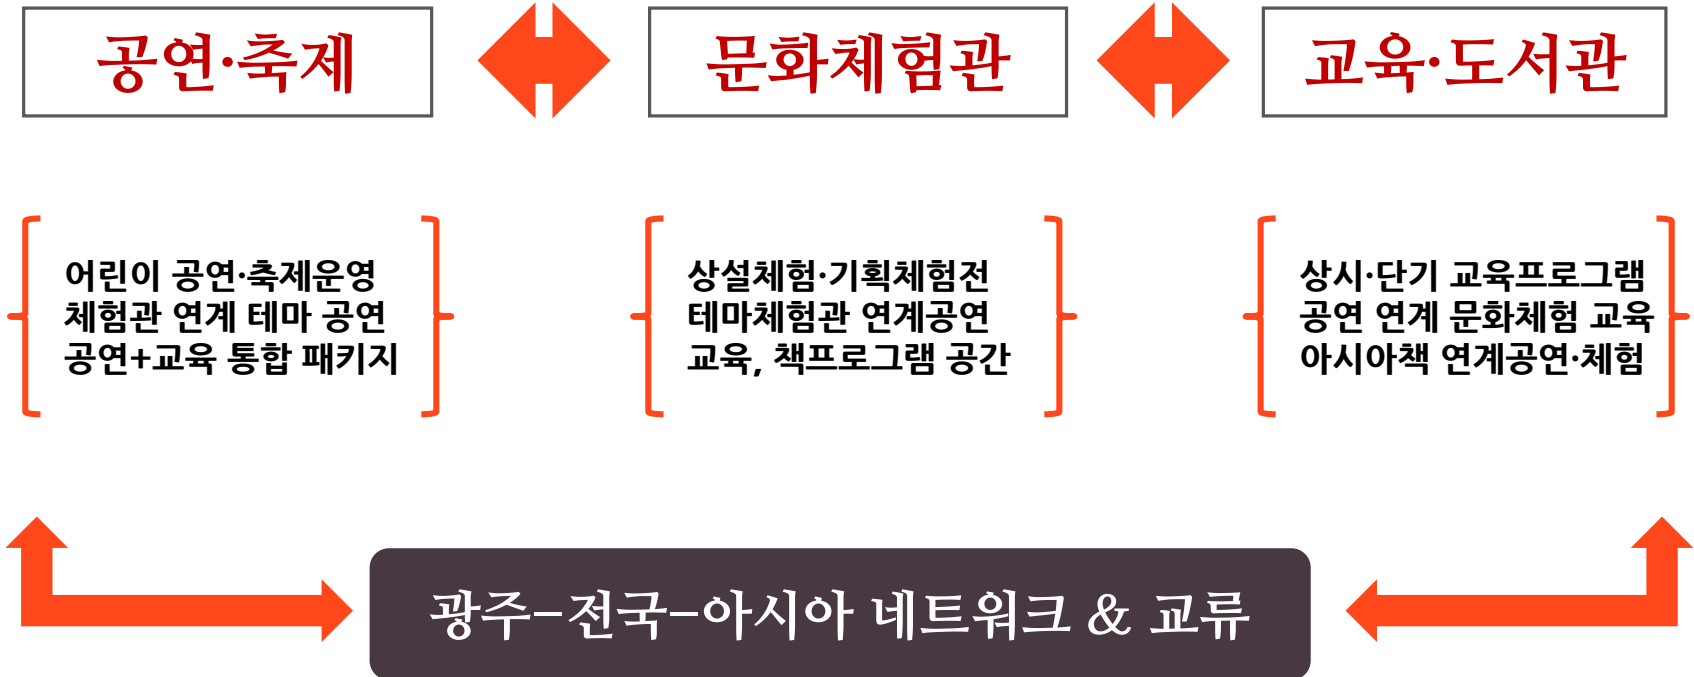 공연·축제
문화체험관
교육·도서관
어린이 공연·축제운영
체험관 연계 테마 공연
공연+교육 통합 패키지
상설체험·기획체험전
테마체험관 연계공연
교육, 책프로그램 공간
상시·단기 교육프로그램
공연 연계 문화체험 교육
아시아책 연계공연·체험
광주-전국-아시아 네트워크 & 교류